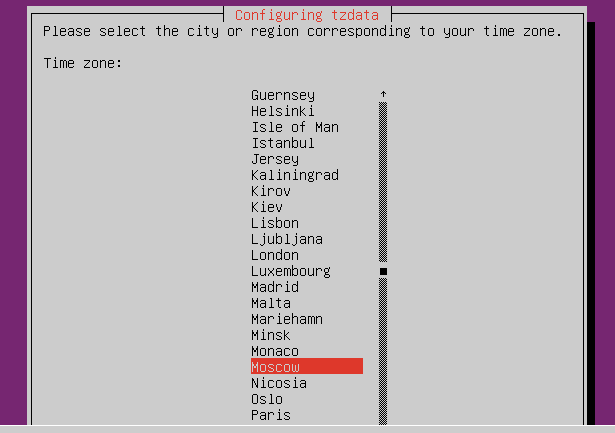 Configuring tzdata
Please select the city or region corresponding to your time zone.
Time zone:
Guernsey
Helsinki
Isle of Man
Istanbul
Jersey
Kaliningrad
Kirov
Kiev
Lisbon
Ljubljana
London
Luxembourg
Madrid
Malta
Mariehamn
Minsk
Monaco
Moscow
Nicosia
Oslo
Paris